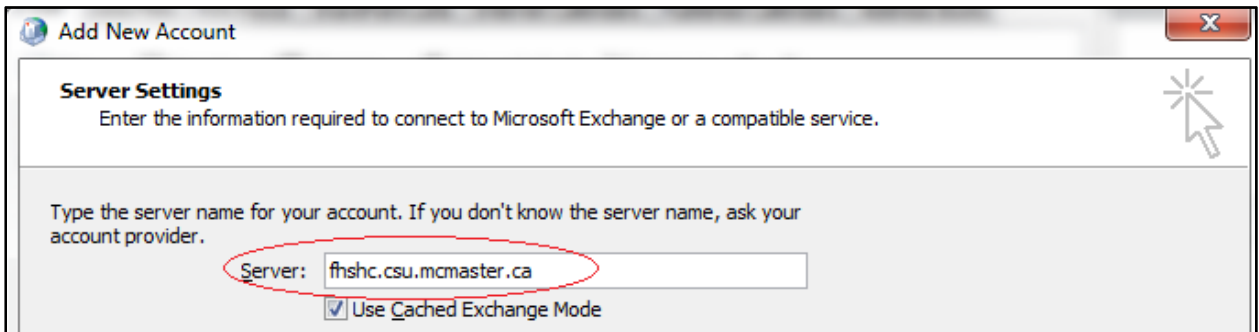 Add New Account
Server Settings
Enter the information required to connect to Microsoft Exchange or a compatible service.
Type the server name for your account. If you don't know the server name, ask your
account provider.
Server: fhshc.csu.mcmaster.ca
Use Cached Exchange Mode